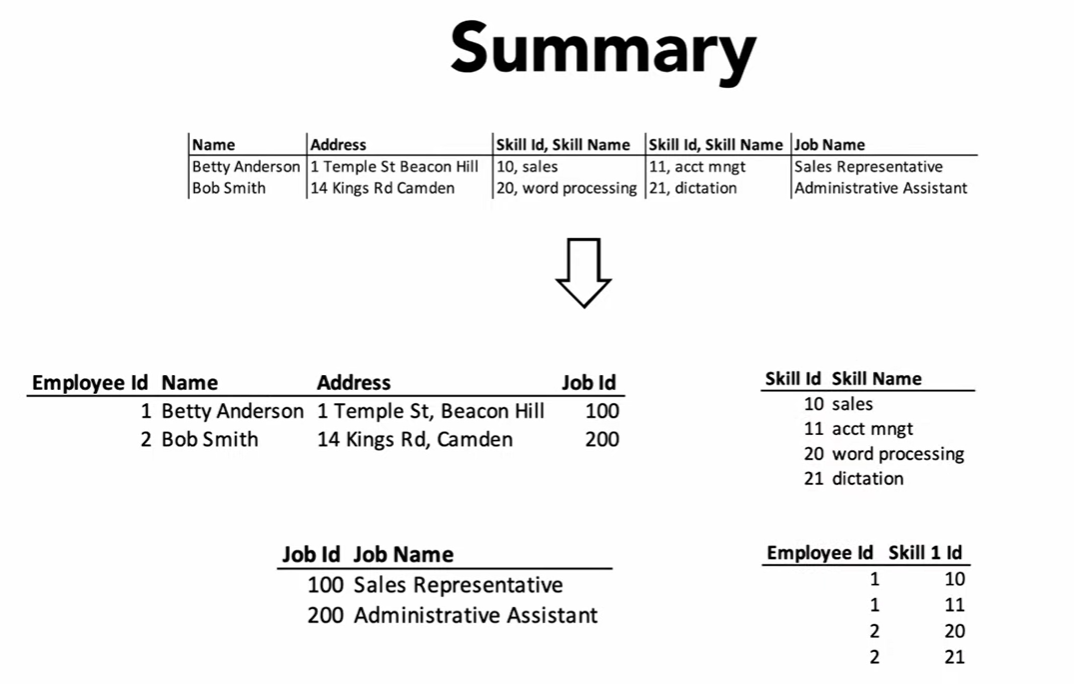 Summary
Name Address Skill Id, Skill Name Skill Id, Skill Name Job Name
Betty Anderson 1 Temple St Beacon Hill 10, sales 11, acct mngt Sales Representative
Bob Smith 14 Kings Rd Camden 20, word processing 21, dictation Administrative Assistant
Employee Id Name Address Job Id
1 Betty Anderson 1 Temple St, Beacon Hill 100
2 Bob Smith 14 Kings Rd, Camden 200
Skill Id Skill Name
10 sales
11 acct mngt
20 word processing
21 dictation
Job Id Job Name
100 Sales Representative
200 Administrative Assistant
Employee Id Skill 1 Id
1 10
1 11
2 20
2 21